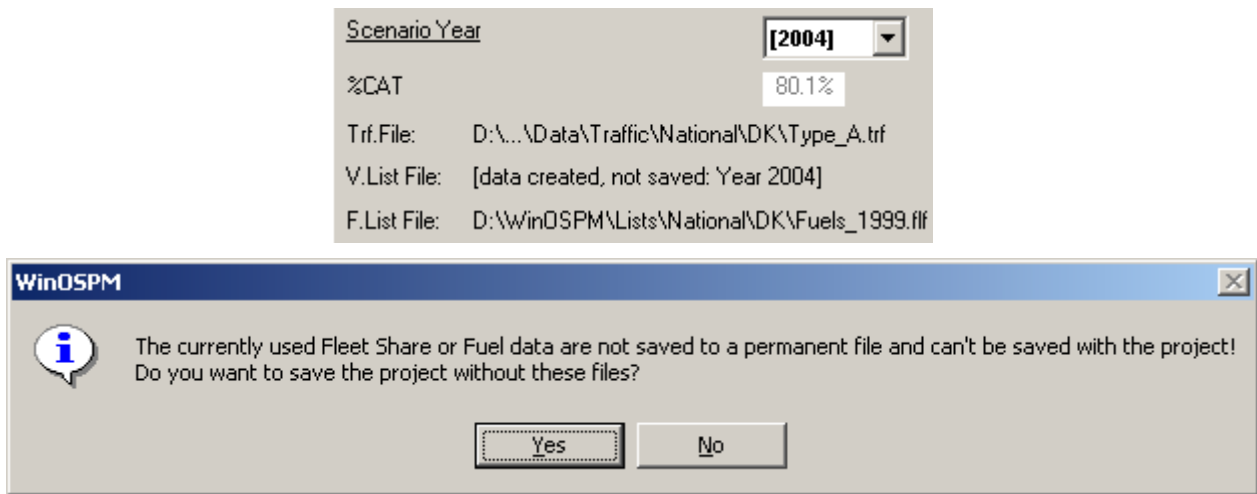 Scenario Year [2004]
%CAT 80.1%
Trf.File: D:\...\Data\Traffic\National\DK\Type_A.trf
V.List File: [data created, not saved: Year 2004]
F.List File: D:\WinOSPM\Lists\National\DK\Fuels_1999.flf
WinOSPM
The currently used Fleet Share or Fuel data are not saved to a permanent file and can't be saved with the project!
Do you want to save the project without these files?
Yes No